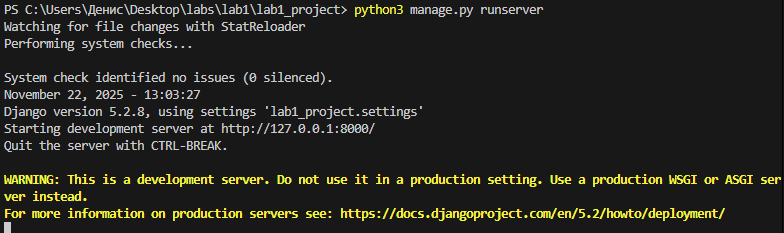 PS C:\Users\Денис\Desktop\labs\lab1\lab1_project> python3 manage.py runserver
Watching for file changes with StatReloader
Performing system checks...
System check identified no issues (0 silenced).
November 22, 2025 - 13:03:27
Django version 5.2.8, using settings 'lab1_project.settings'
Starting development server at http://127.0.0.1:8000/
Quit the server with CTRL-BREAK.
WARNING: This is a development server. Do not use it in a production setting. Use a production WSGI or ASGI ser
ver instead.
For more information on production servers see: https://docs.djangoproject.com/en/5.2/howto/deployment/